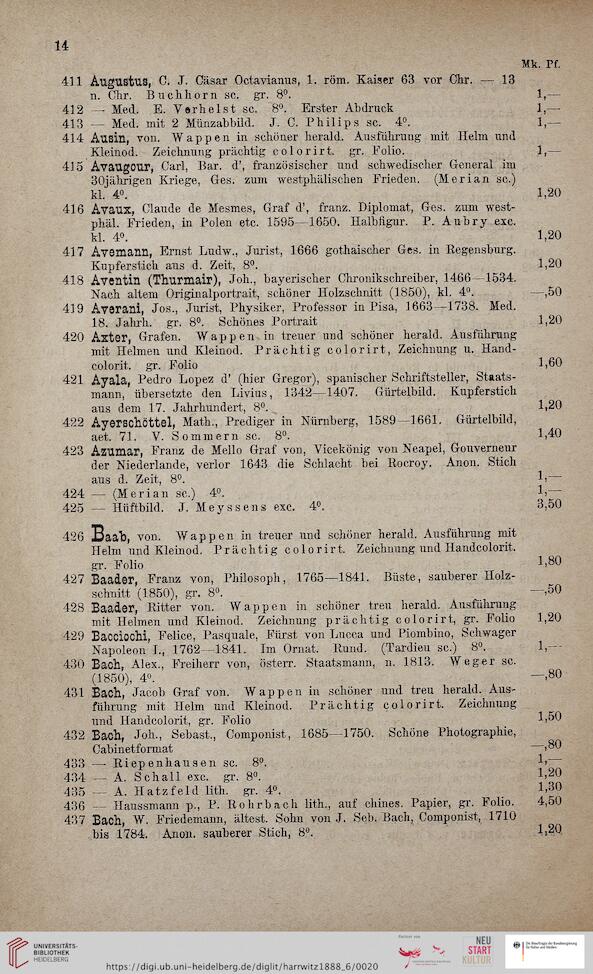 14
Mk. Pf.
411 Augustus, C. J. Cäsar Octavianus, 1. röm. Kaiser 63 vor Chr. — 13
n. Chr. Buchhorn sc. gr. 8⁰. 1,—
412 — Med. E. Verhelst sc. 8⁰. Erster Abdruck 1,—
413 — Med. mit 2 Münzabbild. J. C. Philips sc. 4⁰. 1,—
414 Ausin, von. Wappen in schöner herald. Ausführung mit Helm und
Kleinod. Zeichnung prächtig colorirt. gr. Folio. 1,—
415 Avaugour, Carl, Bar. d', französischer und schwedischer General im
30jährigen Kriege, Ges. zum westphälischen Frieden. (Merian sc.)
kl. 4⁰. 1,20
416 Avaux, Claude de Mesmes, Graf d', franz. Diplomat, Ges. zum west-
phäl. Frieden, in Polen etc. 1595—1650. Halbfigur. P. Aubry exc.
kl. 4⁰. 1,20
417 Avemann, Ernst Ludw., Jurist, 1666 gothaischer Ges. in Regensburg.
Kupferstich aus d. Zeit, 8⁰. 1,20
418 Aventin (Thurmair), Joh., bayerischer Chronikschreiber, 1466—1534.
Nach altem Originalportrait, schöner Holzschnitt (1850), kl. 4⁰. —,50
419 Averani, Jos., Jurist, Physiker, Professor in Pisa, 1663—1738. Med.
18. Jahrh. gr. 8⁰. Schönes Portrait 1,20
420 Axter, Grafen. Wappen in treuer und schöner herald. Ausführung
mit Helmen und Kleinod. Prächtig colorirt, Zeichnung u. Hand-
colorit. gr. Folio 1,60
421 Ayala, Pedro Lopez d' (hier Gregor), spanischer Schriftsteller, Staats-
mann, übersetzte den Livius, 1342—1407. Gürtelbild. Kupferstich
aus dem 17. Jahrhundert, 8⁰. 1,20
422 Ayerschöttel, Math., Prediger in Nürnberg, 1589—1661. Gürtelbild,
aet. 71. V. Sommern sc. 8⁰. 1,40
423 Azumar, Franz de Mello Graf von, Vicekönig von Neapel, Gouverneur
der Niederlande, verlor 1643 die Schlacht bei Rocroy. Anon. Stich
aus d. Zeit, 8⁰. 1,—
424 — (Merian sc.) 4⁰. 1,—
425 — Hüftbild. J. Meyssens exc. 4⁰. 3,50
426 Baab, von. Wappen in treuer und schöner herald. Ausführung mit
Helm und Kleinod. Prächtig colorirt. Zeichnung und Handcolorit.
gr. Folio 1,80
427 Baader, Franz von, Philosoph, 1765—1841. Büste, sauberer Holz-
schnitt (1850), gr. 8⁰. —,50
428 Baader, Ritter von. Wappen in schöner treu herald. Ausführung
mit Helmen und Kleinod. Zeichnung prächtig colorirt, gr. Folio 1,20
429 Bacciochi, Felice, Pasquale, Fürst von Lucca und Piombino, Schwager
Napoleon I., 1762—1841. Im Ornat. Rund. (Tardieu sc.) 8⁰. 1,—
430 Bach, Alex., Freiherr von, österr. Staatsmann, n. 1813. Weger sc.
(1850), 4⁰. —,80
431 Bach, Jacob Graf von. Wappen in schöner und treu herald. Aus-
führung mit Helm und Kleinod. Prächtig colorirt. Zeichnung
und Handcolorit, gr. Folio 1,50
432 Bach, Joh., Sebast., Componist, 1685—1750. Schöne Photographie,
Cabinetformat —,80
433 — Riepenhausen sc. 8⁰. 1,—
434 — A. Schall exc. gr. 8⁰. 1,20
435 — A. Hatzfeld lith. gr. 4⁰. 1,30
436 — Haussmann p., P. Rohrbach lith., auf chines. Papier, gr. Folio. 4,50
437 Bach, W. Friedemann, ältest. Sohn von J. Seb. Bach, Componist, 1710
bis 1784. Anon. sauberer Stich, 8⁰. 1,20
UNIVERSITÄTS-
BIBLIOTHEK
HEIDELBERG
https://digi.ub.uni-heidelberg.de/diglit/harrwitz1888_6/0020
NEU
START
KULTUR